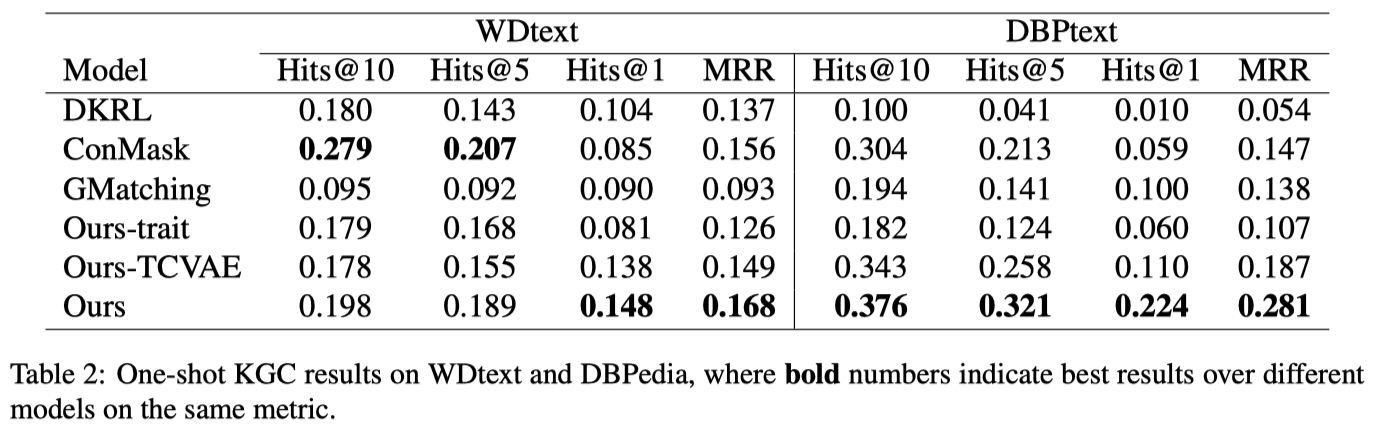 WDtext DBPtext
Model Hits@10 Hits@5 Hits@1 MRR Hits@10 Hits@5 Hits@1 MRR
DKRL 0.180 0.143 0.104 0.137 0.100 0.041 0.010 0.054
ConMask 0.279 0.207 0.085 0.156 0.304 0.213 0.059 0.147
GMatching 0.095 0.092 0.090 0.093 0.194 0.141 0.100 0.138
Ours-trait 0.179 0.168 0.081 0.126 0.182 0.124 0.060 0.107
Ours-TCVAE 0.178 0.155 0.138 0.149 0.343 0.258 0.110 0.187
Ours 0.198 0.189 0.148 0.168 0.376 0.321 0.224 0.281
Table 2: One-shot KGC results on WDtext and DBPedia, where bold numbers indicate best results over different
models on the same metric.